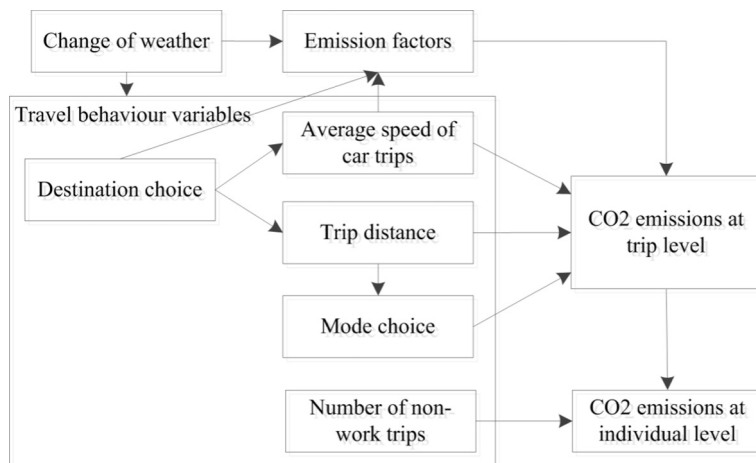 Change of weather
Emission factors
Travel behaviour variables
Average speed of
car trips
Destination choice
Trip distance
CO2 emissions at
trip level
Mode choice
Number of non-
work trips
CO2 emissions at
individual level